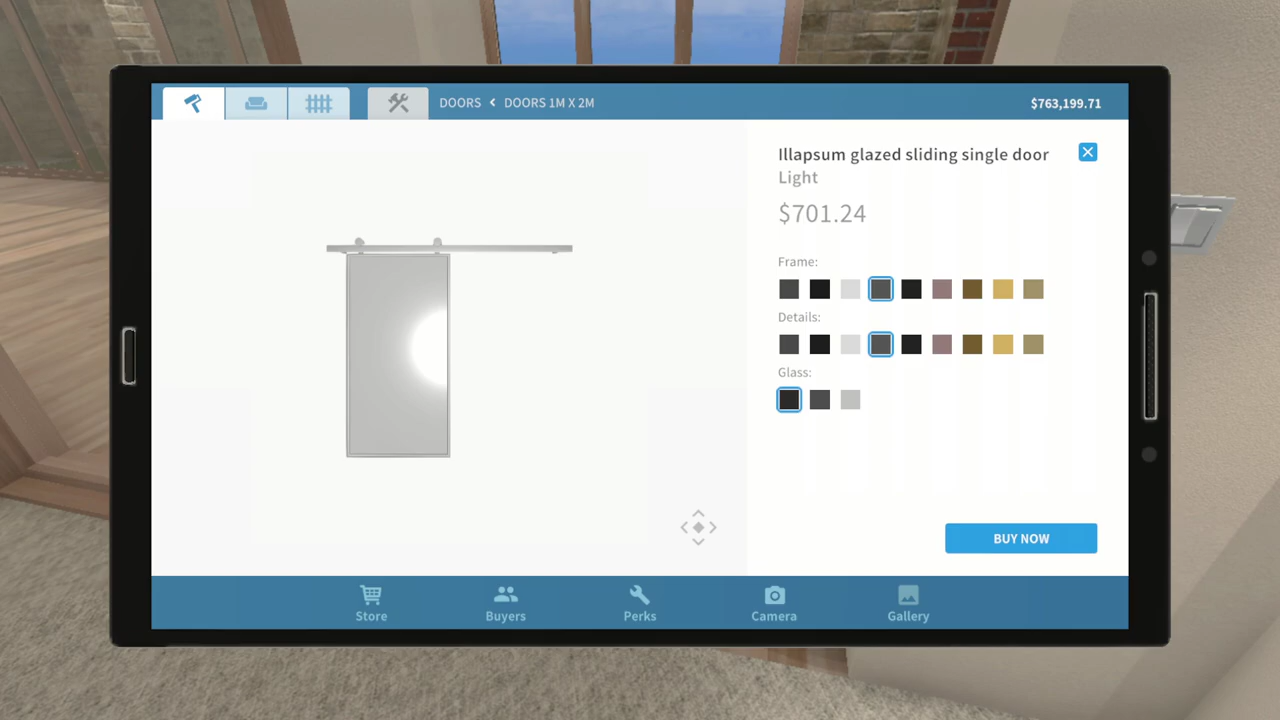 DOORS < DOORS 1M X 2M
$763,199.71
Illapsum glazed sliding single door
Light
$701.24
Frame:
Details:
Glass:
BUY NOW
Store
Buyers
Perks
Camera
Gallery